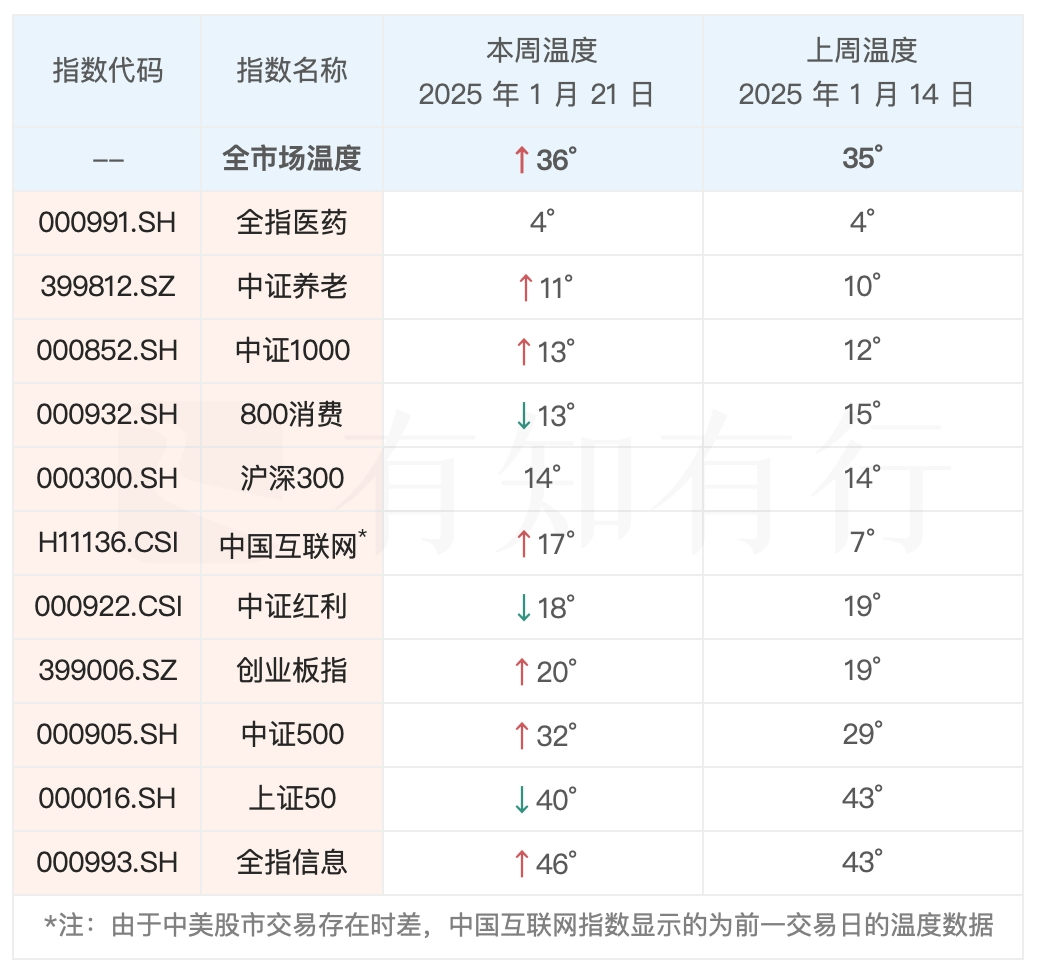 指数代码 指数名称 本周温度 上周温度
2025 年 1 月 21 日 2025 年 1 月 14 日
-- 全市场温度 ↑36° 35°
000991.SH 全指医药 4° 4°
399812.SZ 中证养老 ↑11° 10°
000852.SH 中证1000 ↑13° 12°
000932.SH 800消费 ↓13° 15°
000300.SH 沪深300 14° 14°
H11136.CSI 中国互联网* ↑17° 7°
000922.CSI 中证红利 ↓18° 19°
399006.SZ 创业板指 ↑20° 19°
000905.SH 中证500 ↑32° 29°
000016.SH 上证50 ↓40° 43°
000993.SH 全指信息 ↑46° 43°
*注：由于中美股市交易存在时差，中国互联网指数显示的为前一交易日的温度数据
有知有行